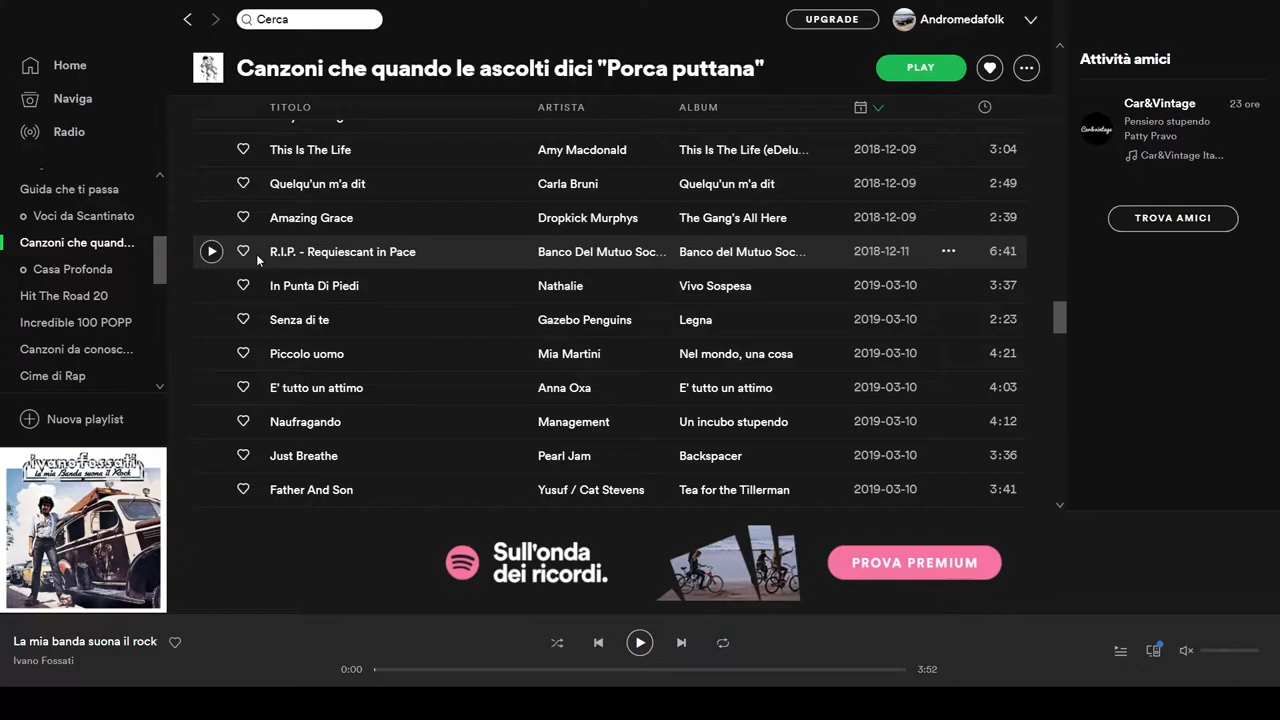 Cerca
UPGRADE
Andromedafolk
Home
Naviga
Radio
Guida che ti passa
Voci da Scantinato
Canzoni che quand...
Casa Profonda
Hit The Road 20
Incredible 100 POPP
Canzoni da conosc...
Cime di Rap
Nuova playlist
ivano fossati
la mia banda suona il rock
Canzoni che quando le ascolti dici "Porca puttana"
PLAY
TITOLO ARTISTA ALBUM
This Is The Life Amy Macdonald This Is The Life (eDelu... 2018-12-09 3:04
Quelqu'un m'a dit Carla Bruni Quelqu'un m'a dit 2018-12-09 2:49
Amazing Grace Dropkick Murphys The Gang's All Here 2018-12-09 2:39
R.I.P. - Requiescant in Pace Banco Del Mutuo Soc... Banco del Mutuo Soc... 2018-12-11 6:41
In Punta Di Piedi Nathalie Vivo Sospesa 2019-03-10 3:37
Senza di te Gazebo Penguins Legna 2019-03-10 2:23
Piccolo uomo Mia Martini Nel mondo, una cosa 2019-03-10 4:21
E' tutto un attimo Anna Oxa E' tutto un attimo 2019-03-10 4:03
Naufragando Management Un incubo stupendo 2019-03-10 4:12
Just Breathe Pearl Jam Backspacer 2019-03-10 3:36
Father And Son Yusuf / Cat Stevens Tea for the Tillerman 2019-03-10 3:41
Sull'onda
dei ricordi.
PROVA PREMIUM
Attività amici
Car&Vintage 23 ore
Pensiero stupendo
Patty Pravo
Car&Vintage Ita...
Car&vintage
TROVA AMICI
La mia banda suona il rock
Ivano Fossati
0:00 3:52